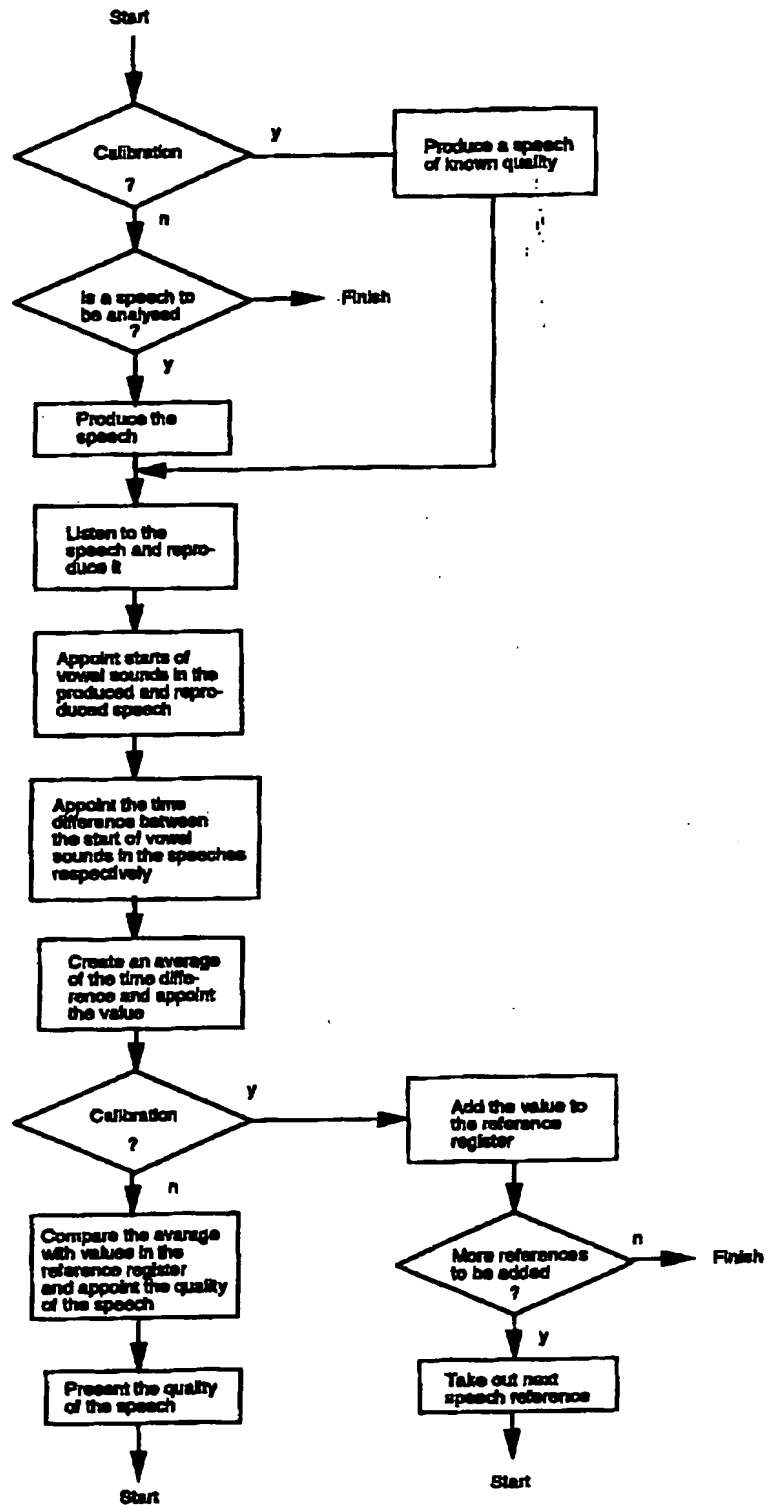 Start
Calibration
?
y
Produce a speech
of known quality
n
is a speech to
be analysed
?
Finish
y
Produce the
speech
Listen to the
speech and repro-
duce it
Appoint starts of
vowel sounds in the
produced and repro-
duced speech
Appoint the time
difference between
the start of vowel
sounds in the speeches
respectively
Create an average
of the time diffe-
rence and appoint
the value
Calibration
?
y
Add the value to
the reference
register
n
Compare the avarage
with values in the
reference register
and appoint the quality
of the speech
More references
to be added
?
n
Finish
y
Present the quality
of the speech
Take out next
speech reference
Start
Start